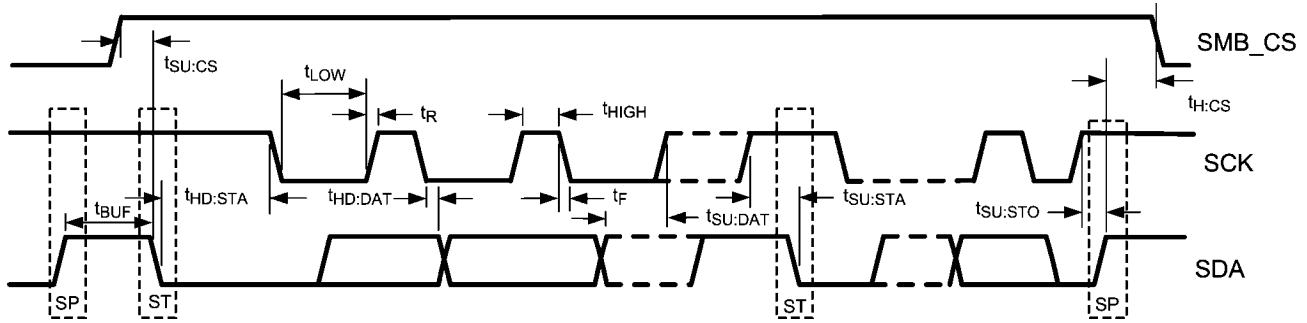 SMB_CS
tSU:CS
tLOW
tH:CS
tR
tHIGH
SCK
tHD:STA
tHD:DAT
tF
tSU:STA
tBUF
tSU:DAT
tSU:STO
SDA
SP
ST
ST
SP